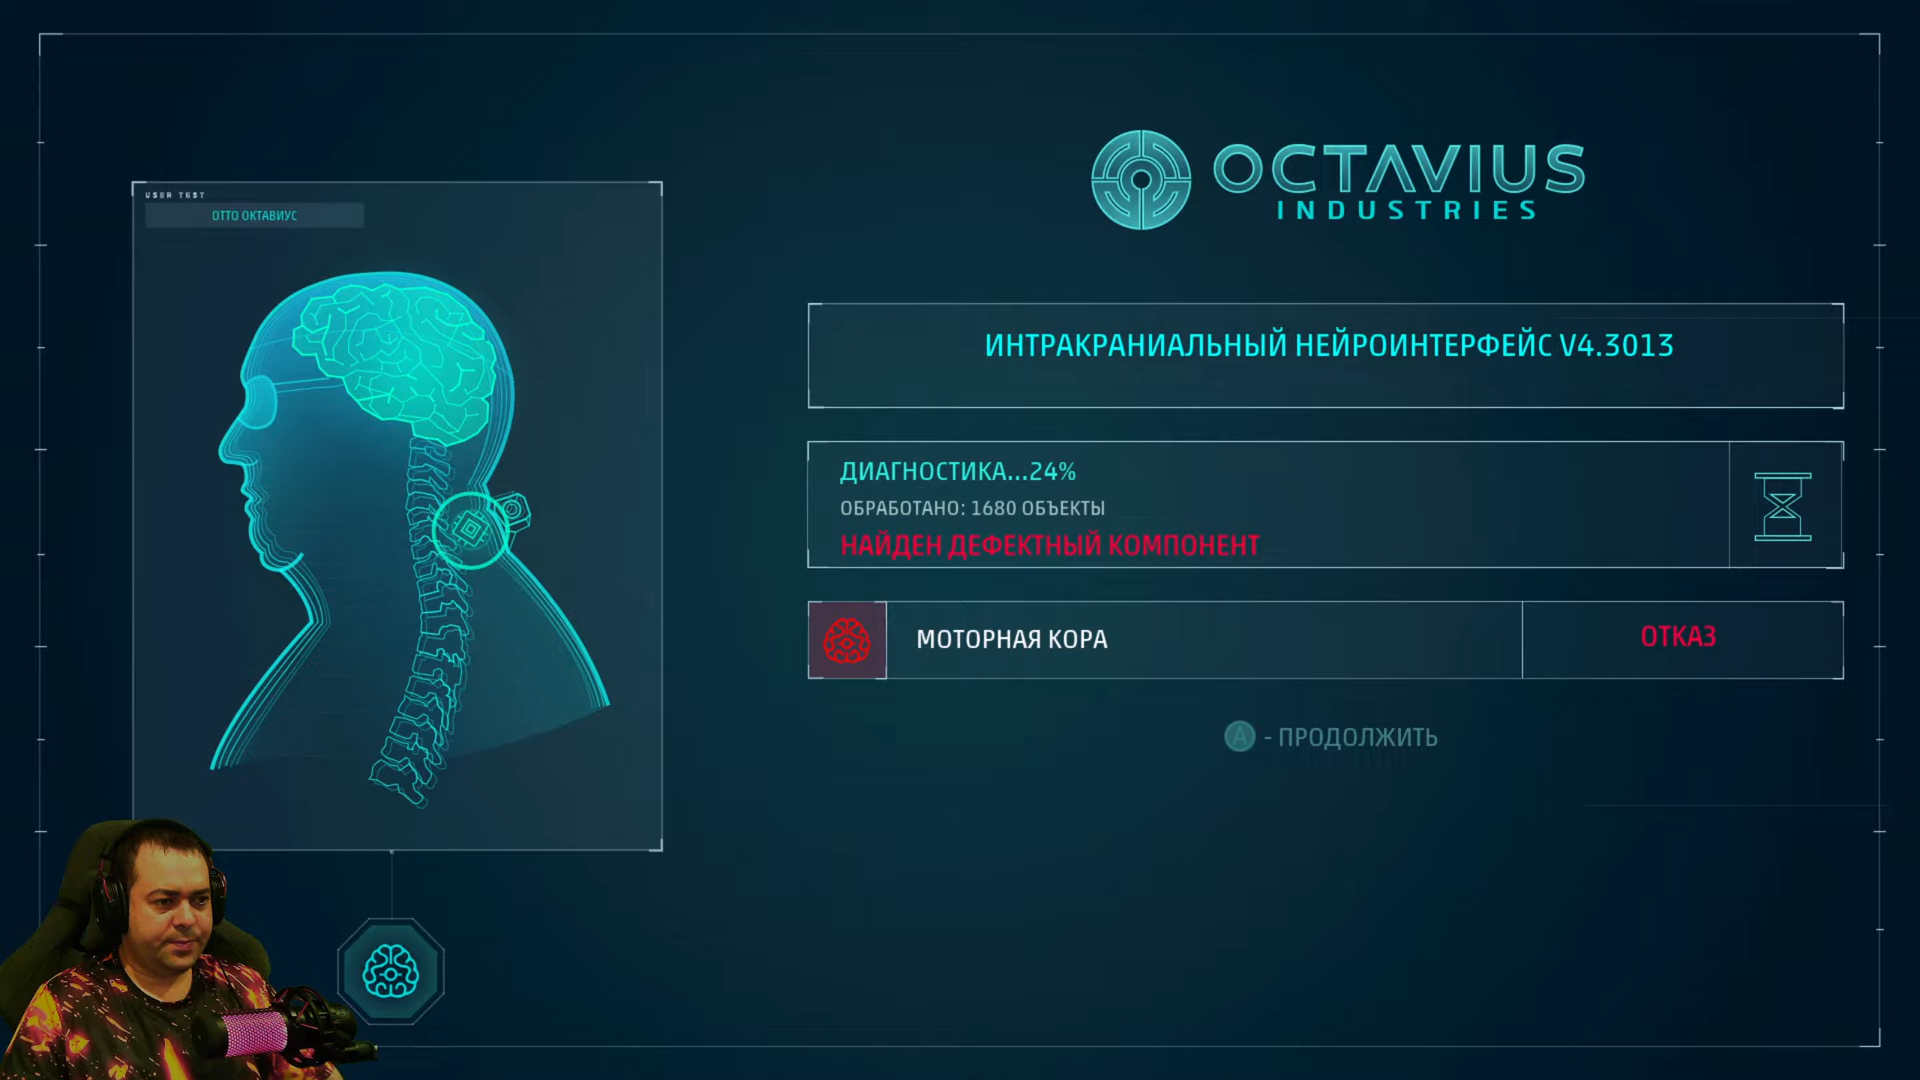 USER TEST
ОТТО ОКТАВИУС
OCTAVIUS
INDUSTRIES
ИНТРАКРАНИАЛЬНЫЙ НЕЙРОИНТЕРФЕЙС V4.3013
ДИАГНОСТИКА...24%
ОБРАБОТАНО: 1680 ОБЪЕКТЫ
НАЙДЕН ДЕФЕКТНЫЙ КОМПОНЕНТ
МОТОРНАЯ КОРА
ОТКАЗ
A - ПРОДОЛЖИТЬ